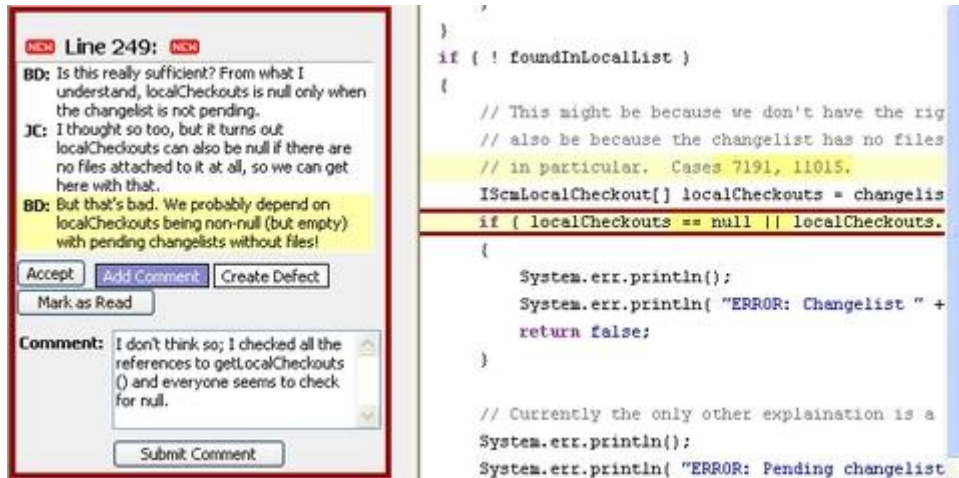 NEW Line 249: NEW
BD: Is this really sufficient? From what I
understand, localCheckouts is null only when
the changelist is not pending.
JC: I thought so too, but it turns out
localCheckouts can also be null if there are
no files attached to it at all, so we can get
here with that.
BD: But that's bad. We probably depend on
localCheckouts being non-null (but empty)
with pending changelists without files!
Accept Add Comment Create Defect
Mark as Read
Comment: I don't think so; I checked all the
references to getLocalCheckouts
() and everyone seems to check
for null.
Submit Comment
}
if ( ! foundInLocalList )
{
// This might be because we don't have the rig
// also be because the changelist has no files
// in particular. Cases 7191, 11015.
IScmLocalCheckout[] localCheckouts = changelis
if ( localCheckouts == null || localCheckouts.
{
System.err.println();
System.err.println( "ERROR: Changelist " +
return false;
}
// Currently the only other explaination is a
System.err.println();
System.err.println( "ERROR: Pending changelist